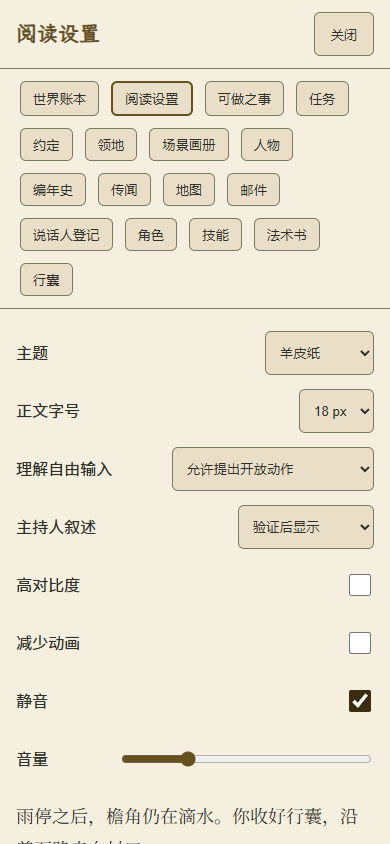 阅读设置 关闭
世界账本 阅读设置 可做之事 任务
约定 领地 场景画册 人物
编年史 传闻 地图 邮件
说话人登记 角色 技能 法术书
行囊
主题 羊皮纸
正文字号 18 px
理解自由输入 允许提出开放动作
主持人叙述 验证后显示
高对比度
减少动画
静音
音量
雨停之后，檐角仍在滴水。你收好行囊，沿